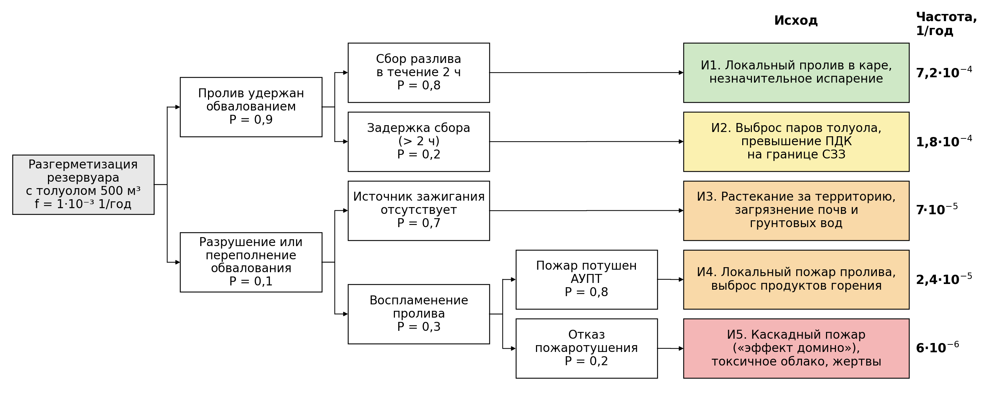 Исход
Частота,
1/год
Разгерметизация
резервуара
с толуолом 500 м³
f = 1·10⁻³ 1/год
Пролив удержан
обвалованием
P = 0,9
Разрушение или
переполнение
обвалования
P = 0,1
Сбор разлива
в течение 2 ч
P = 0,8
Задержка сбора
(> 2 ч)
P = 0,2
Источник зажигания
отсутствует
P = 0,7
Воспламенение
пролива
P = 0,3
Пожар потушен
АУПТ
P = 0,8
Отказ
пожаротушения
P = 0,2
И1. Локальный пролив в каре,
незначительное испарение
7,2·10⁻⁴
И2. Выброс паров толуола,
превышение ПДК
на границе СЗЗ
1,8·10⁻⁴
И3. Растекание за территорию,
загрязнение почв и
грунтовых вод
7·10⁻⁵
И4. Локальный пожар пролива,
выброс продуктов горения
2,4·10⁻⁵
И5. Каскадный пожар
(«эффект домино»),
токсичное облако, жертвы
6·10⁻⁶